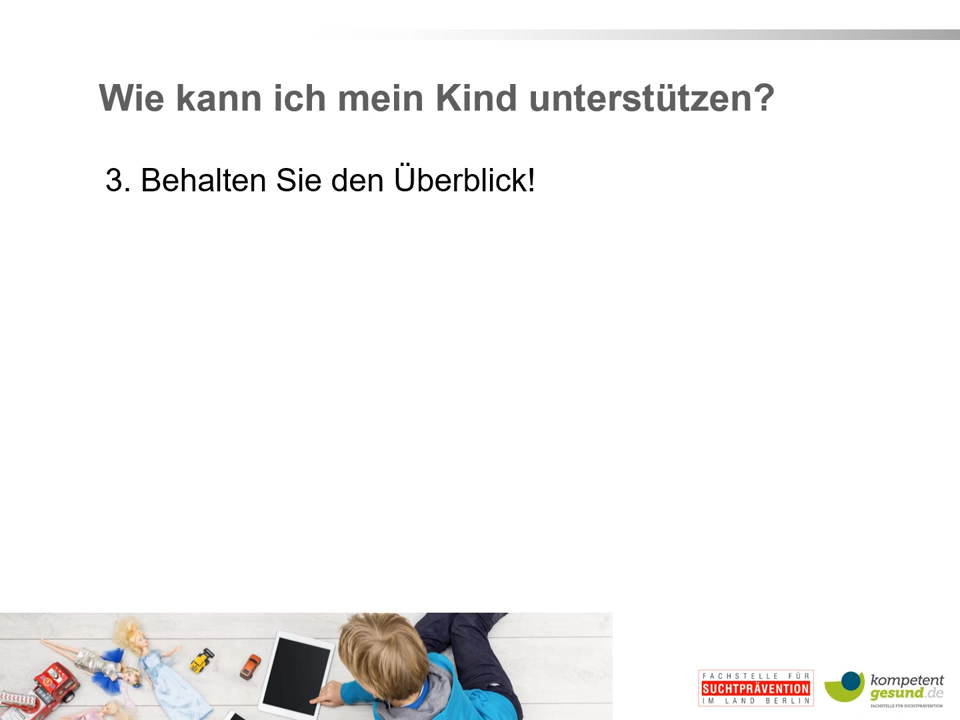 Wie kann ich mein Kind unterstützen?
3. Behalten Sie den Überblick!
FACHSTELLE FÜR
SUCHTPRÄVENTION
IM LAND BERLIN
kompetent
gesund.de
FACHSTELLE FÜR SUCHTPRÄVENTION